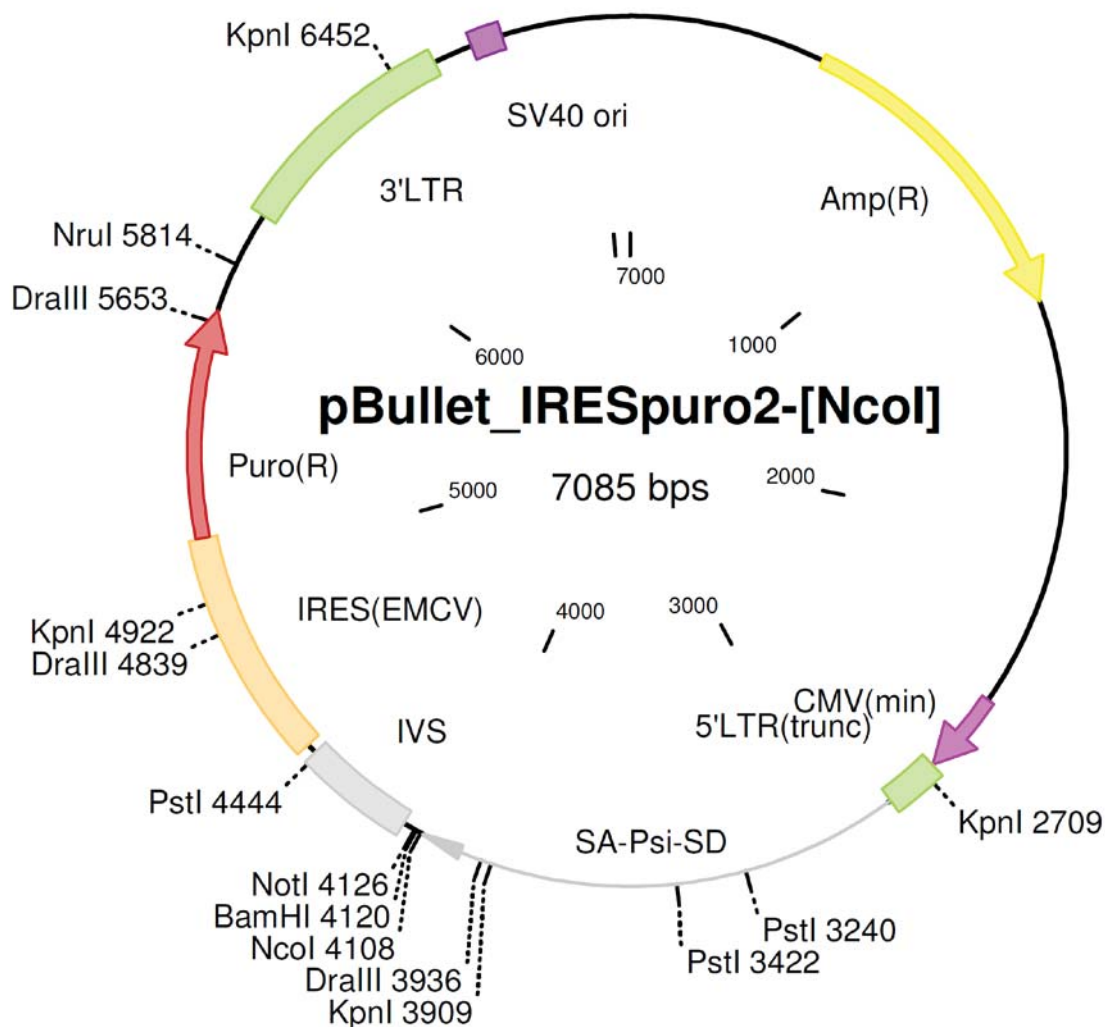 KpnI 6452
SV40 ori
3'LTR
Amp(R)
NruI 5814
7000
DraIII 5653
1000
6000
pBullet_IRESpuro2-[NcoI]
Puro(R)
5000
7085 bps
2000
IRES(EMCV)
4000
3000
KpnI 4922
DraIII 4839
CMV(min)
5'LTR(trunc)
IVS
PstI 4444
KpnI 2709
SA-Psi-SD
NotI 4126
BamHI 4120
PstI 3240
NcoI 4108
PstI 3422
DraIII 3936
KpnI 3909